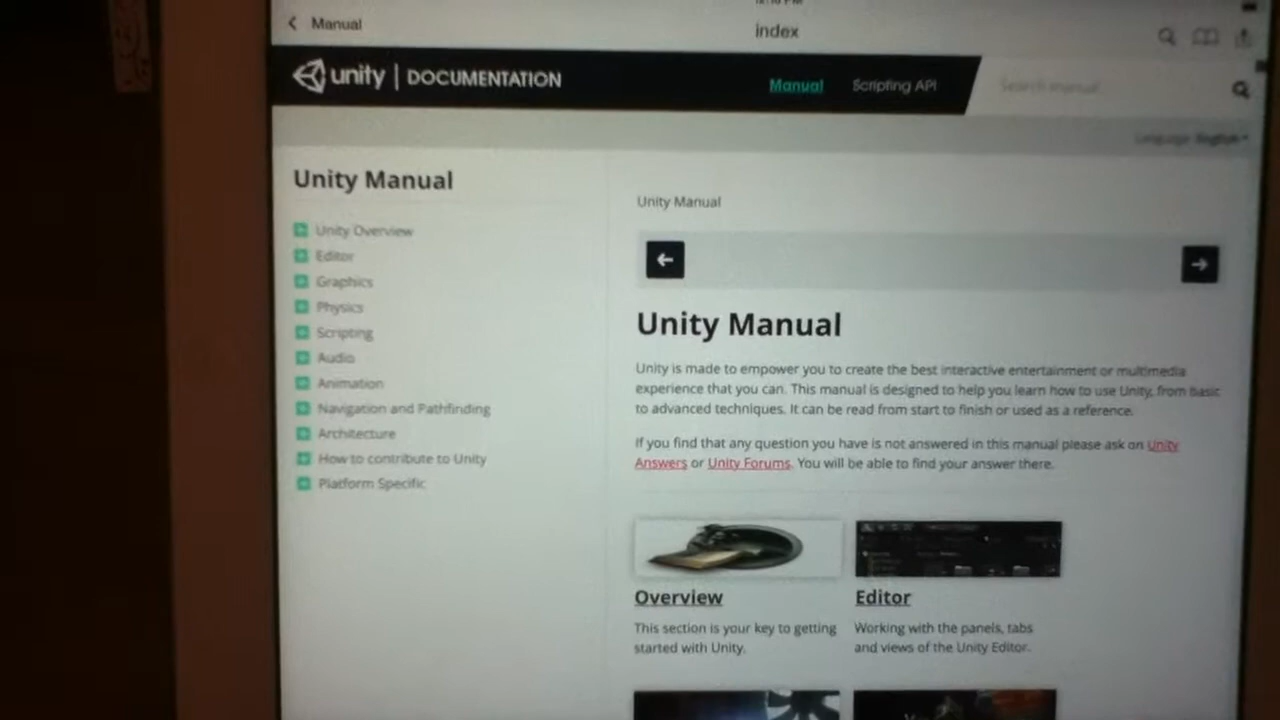 Manual
index
unity | DOCUMENTATION
Manual
Scripting API
Search manual...
Language: English
Unity Manual
Unity Overview
Editor
Graphics
Physics
Scripting
Audio
Animation
Navigation and Pathfinding
Architecture
How to contribute to Unity
Platform Specific
Unity Manual
Unity Manual
Unity is made to empower you to create the best interactive entertainment or multimedia
experience that you can. This manual is designed to help you learn how to use Unity, from basic
to advanced techniques. It can be read from start to finish or used as a reference.
If you find that any question you have is not answered in this manual please ask on Unity
Answers or Unity Forums. You will be able to find your answer there.
Overview
This section is your key to getting
started with Unity.
Editor
Working with the panels, tabs
and views of the Unity Editor.